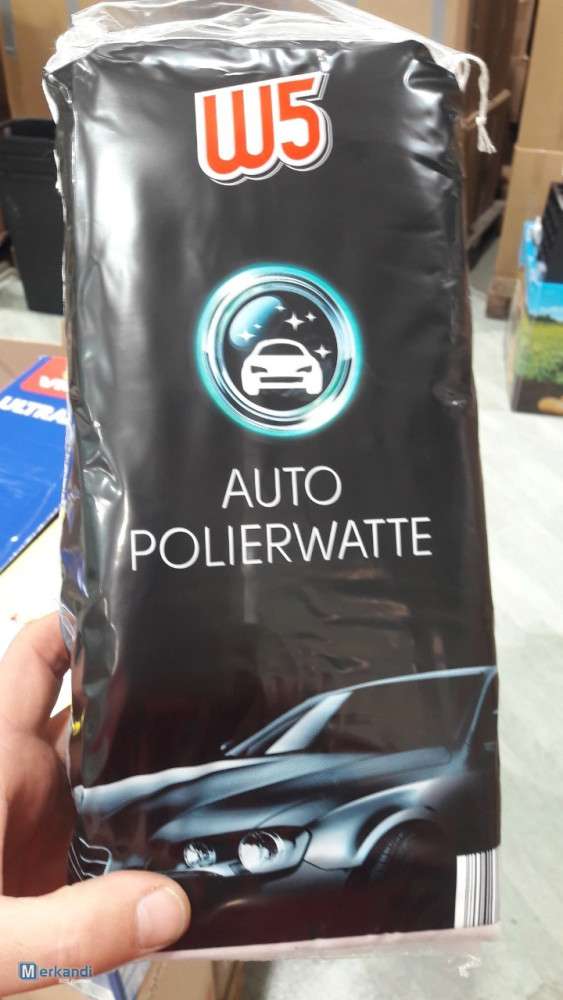 W5
AUTO
POLIERWATTE
ULTRA
Merkandi